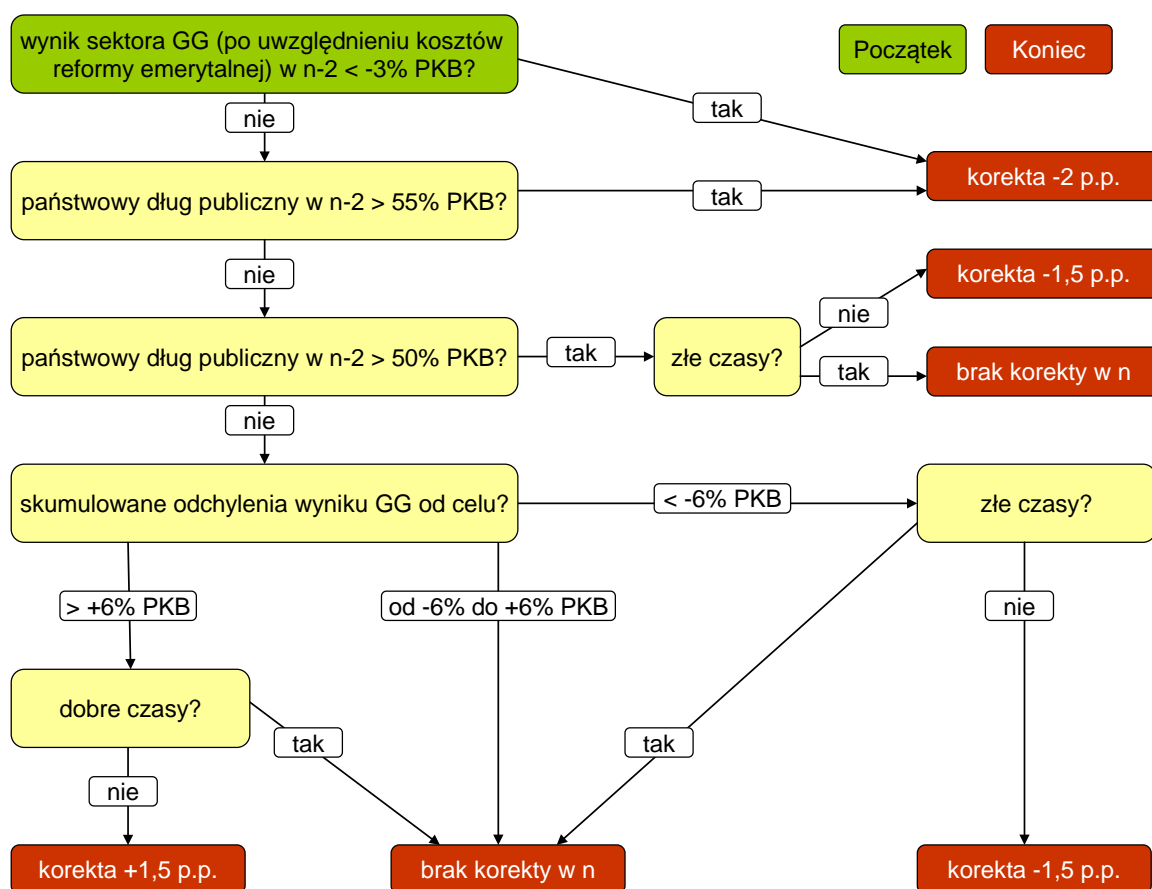 wynik sektora GG (po uwzględnieniu kosztów
reformy emerytalnej) w n-2 < -3% PKB?
Początek
Koniec
nie
tak
korekta -2 p.p.
państwowy dług publiczny w n-2 > 55% PKB?
tak
nie
korekta -1,5 p.p.
nie
państwowy dług publiczny w n-2 > 50% PKB?
tak
złe czasy?
tak
brak korekty w n
nie
skumulowane odchylenia wyniku GG od celu?
< -6% PKB
złe czasy?
> +6% PKB
od -6% do +6% PKB
nie
dobre czasy?
tak
tak
nie
korekta +1,5 p.p.
brak korekty w n
korekta -1,5 p.p.